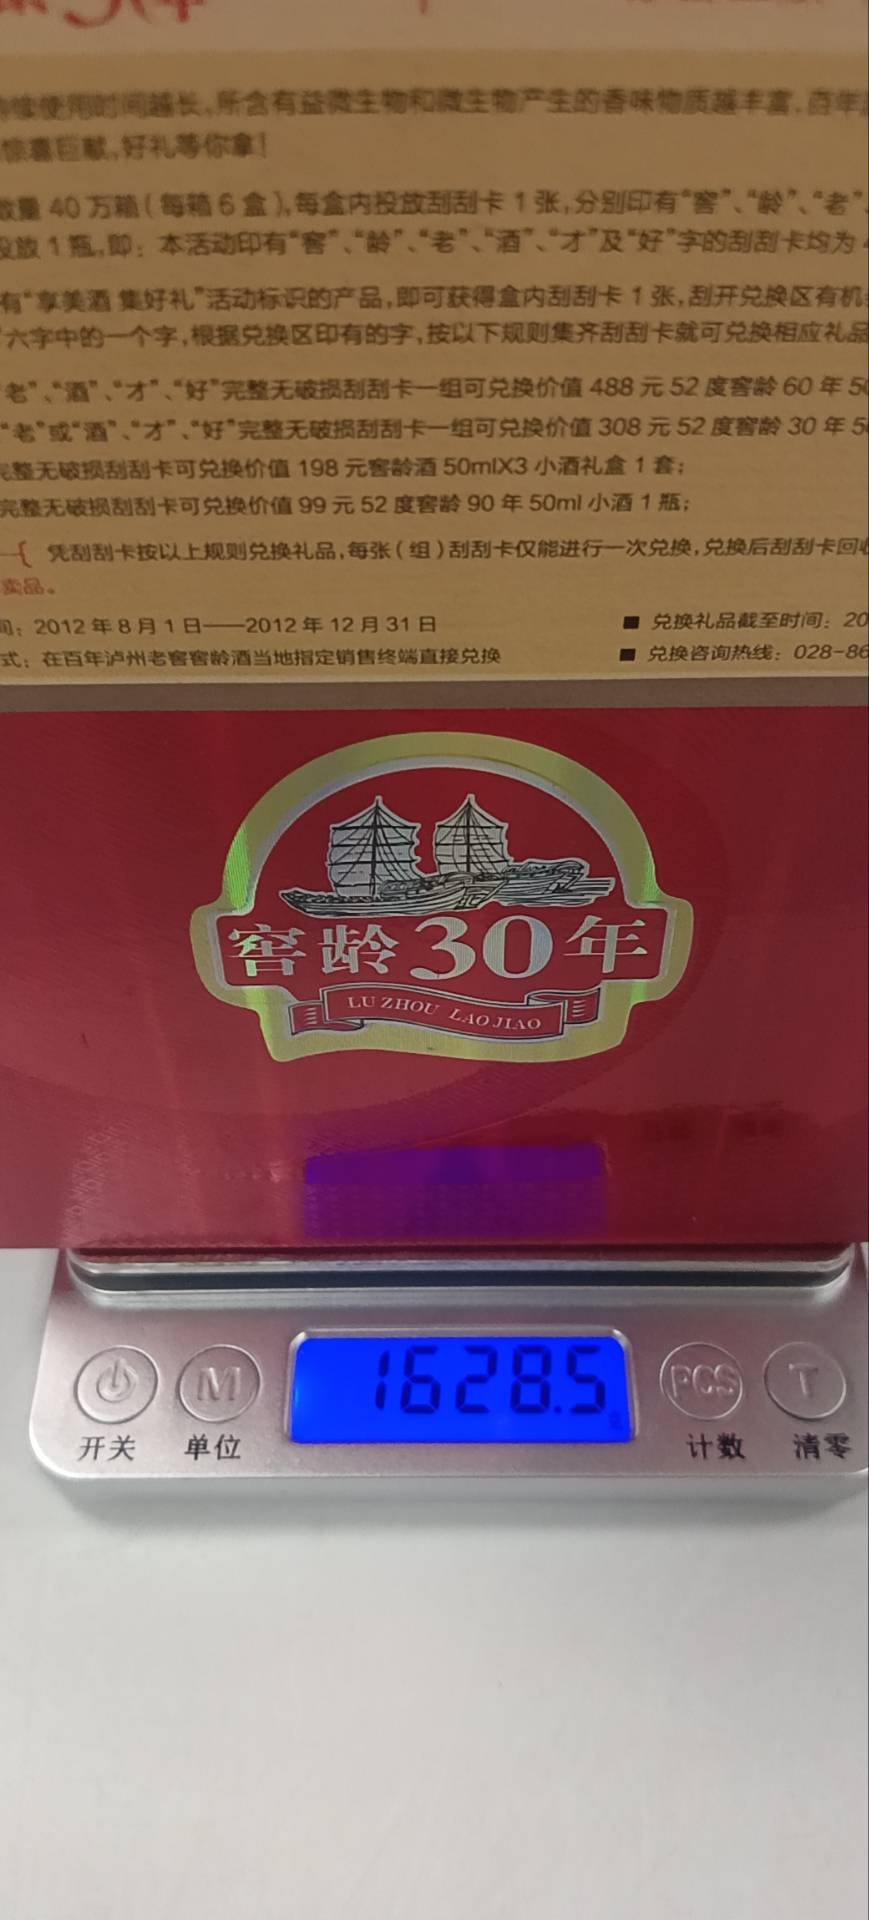 使用时间越长,所含有益微生物和微生物产生的香味物质越丰富,百年
惊喜巨献,好礼等你拿!
数量40万箱(每箱6盒),每盒内投放刮刮卡1张,分别印有“窖”、“龄”、“老”、
投放1瓶,即:本活动印有“窖”、“龄”、“老”、“酒”、“才”及“好”字的刮刮卡均为4
有“享美酒 集好礼”活动标识的产品,即可获得盒内刮刮卡1张,刮开兑换区有机
”六字中的一个字,根据兑换区印有的字,按以下规则集齐刮刮卡就可兑换相应礼品
“老”、“酒”、“才”、“好”完整无破损刮刮卡一组可兑换价值488元52度窖龄60年50
“老”或“酒”、“才”、“好”完整无破损刮刮卡一组可兑换价值308元52度窖龄30年5
完整无破损刮刮卡可兑换价值198元窖龄酒50mlX3小酒礼盒1套;
完整无破损刮刮卡可兑换价值99元52度窖龄90年50ml小酒1瓶;
凭刮刮卡按以上规则兑换礼品,每张(组)刮刮卡仅能进行一次兑换,兑换后刮刮卡回收
卖品。
间:2012年8月1日——2012年12月31日
■ 兑换礼品截至时间:20
式:在百年泸州老窖窖龄酒当地指定销售终端直接兑换
■ 兑换咨询热线:028-86
窖龄30年
LU ZHOU LAO JIAO
1628.5
M
PCS
T
开关
单位
计数
清零